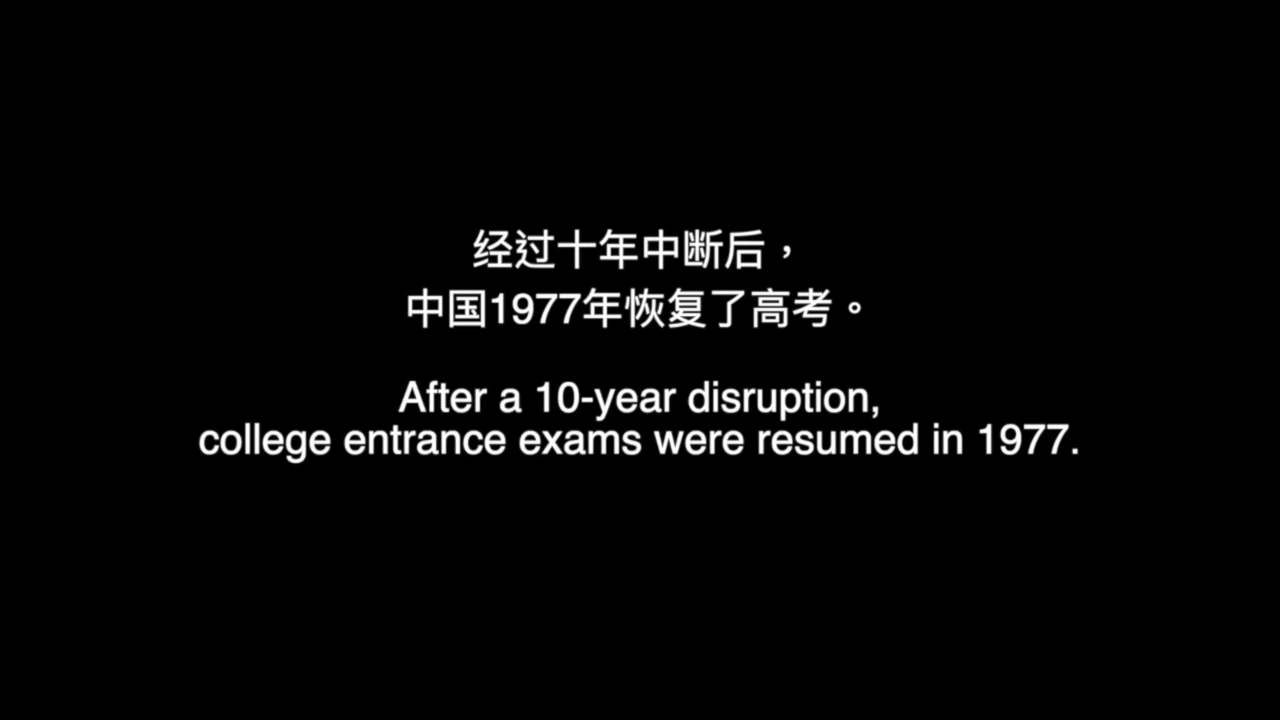 经过十年中断后，
中国1977年恢复了高考。
After a 10-year disruption,
college entrance exams were resumed in 1977.